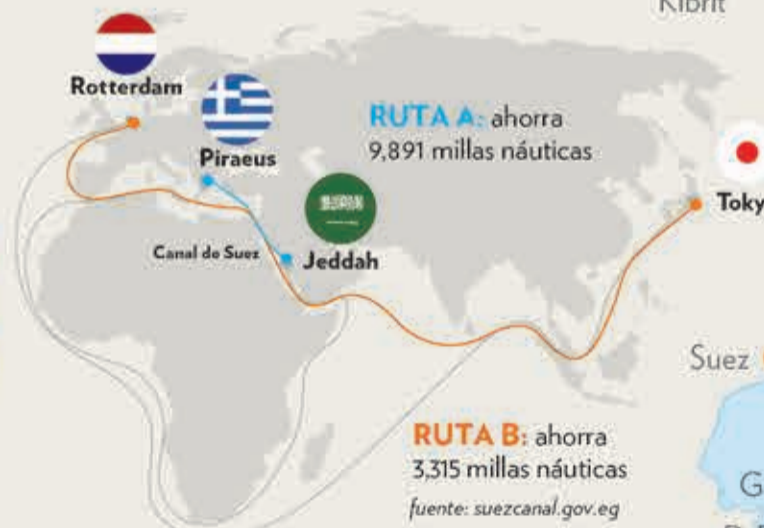 Kibrit
Rotterdam
Piraeus
RUTA A: ahorra
9,891 millas náuticas
Canal de Suez
Jeddah
Toky
Suez
RUTA B: ahorra
3,315 millas náuticas
fuente: suezcanal.gov.eg
G